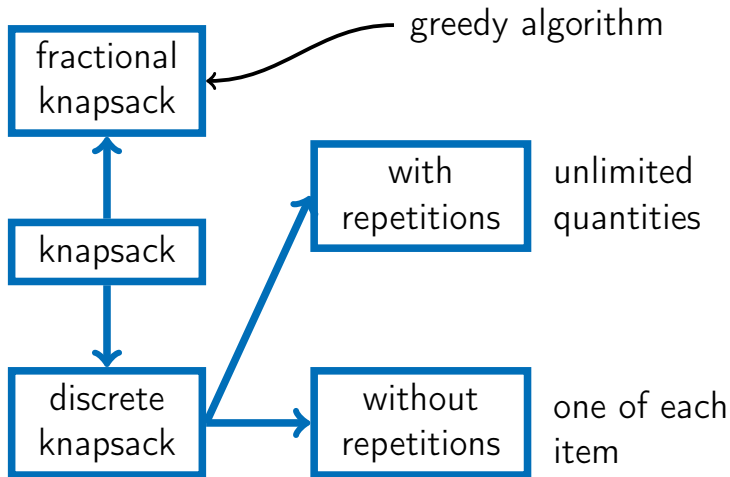 greedy algorithm
fractional
knapsack
with
repetitions
unlimited
quantities
knapsack
discrete
knapsack
without
repetitions
one of each
item